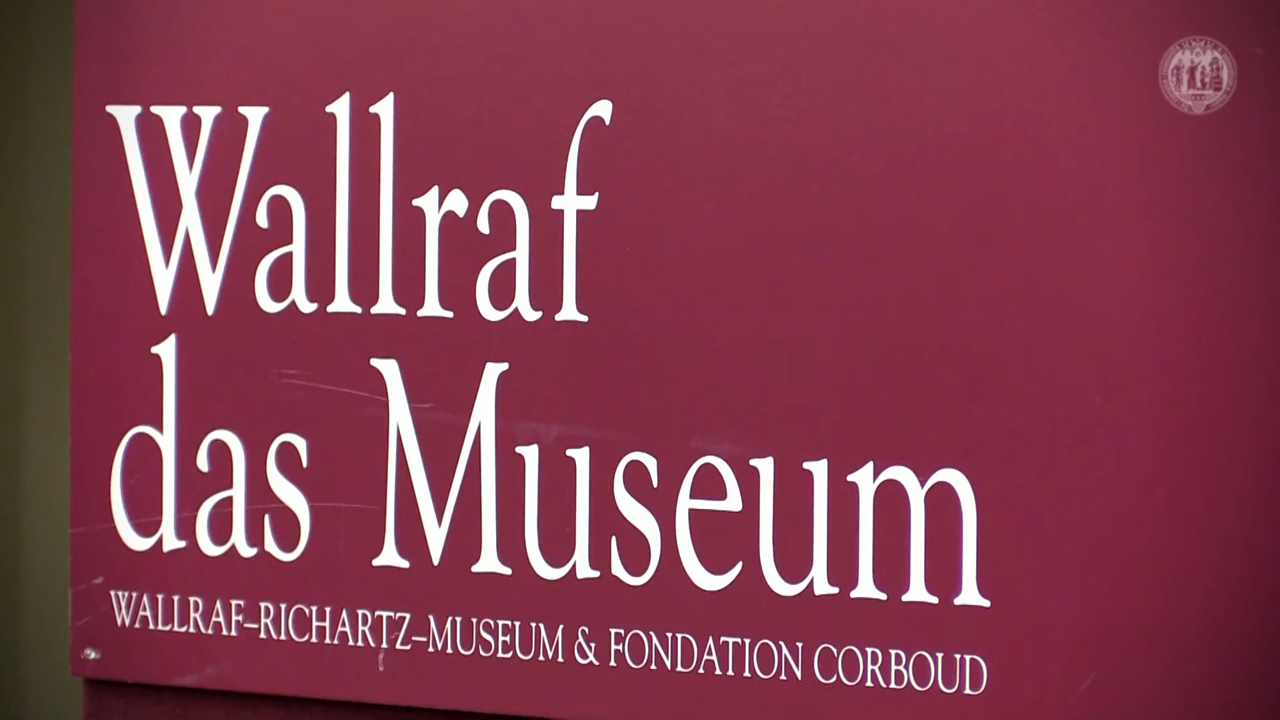 Wallraf
das Museum
WALLRAF–RICHARTZ–MUSEUM & FONDATION CORBOUD